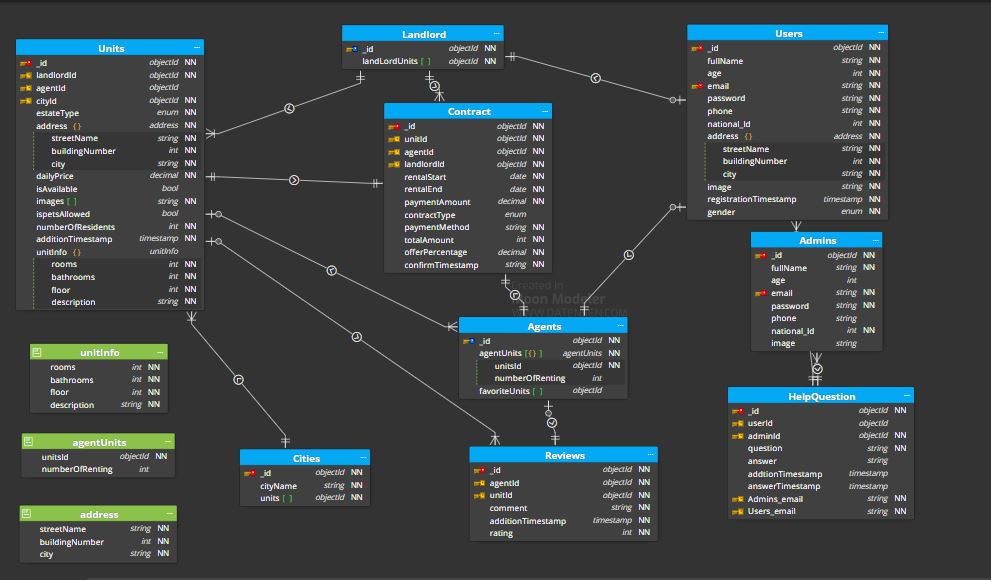 Units ...
_id objectId NN
landlordId objectId NN
agentId objectId NN
cityId objectId NN
estateType enum NN
address {} address NN
streetName string NN
buildingNumber int NN
city string NN
dailyPrice decimal NN
isAvailable bool
images [ ] string NN
ispetsAllowed bool
numberOfResidents int NN
additionTimestamp timestamp NN
unitInfo {} unitInfo
rooms int NN
bathrooms int NN
floor int NN
description string NN
Landlord ...
_id objectId NN
landLordUnits [ ] objectId NN
Users ...
_id objectId NN
fullName string NN
age int NN
email string NN
password string NN
phone string NN
national_Id int NN
address {} address NN
streetName string NN
buildingNumber int NN
city string NN
image string NN
registrationTimestamp timestamp NN
gender enum NN
Contract ...
_id objectId NN
unitId objectId NN
agentId objectId NN
landlordId objectId NN
rentalStart date NN
rentalEnd date NN
paymentAmount decimal NN
contractType enum
paymentMethod string NN
totalAmount int NN
offerPercentage decimal NN
confirmTimestamp string NN
Created in
Moon Modeler
WWW.DATENSEN.COM
Admins ...
_id objectId NN
fullName string NN
age int
email string NN
password string NN
phone string
national_Id int NN
image string
Agents ...
_id objectId NN
agentUnits [{}] agentUnits NN
unitsId objectId NN
numberOfRenting int
favoriteUnits [ ] objectId
unitInfo ...
rooms int NN
bathrooms int NN
floor int NN
description string NN
HelpQuestion ...
_id objectId NN
userId objectId
adminId objectId NN
question string NN
answer string
addtionTimestamp timestamp
answerTimestamp timestamp
Admins_email string NN
Users_email string NN
agentUnits ...
unitsId objectId NN
numberOfRenting int
Cities ...
_id objectId NN
cityName string NN
units [ ] objectId NN
Reviews ...
_id objectId NN
agentId objectId NN
unitId objectId NN
comment string NN
additionTimestamp timestamp NN
rating int NN
address ...
streetName string NN
buildingNumber int NN
city string NN